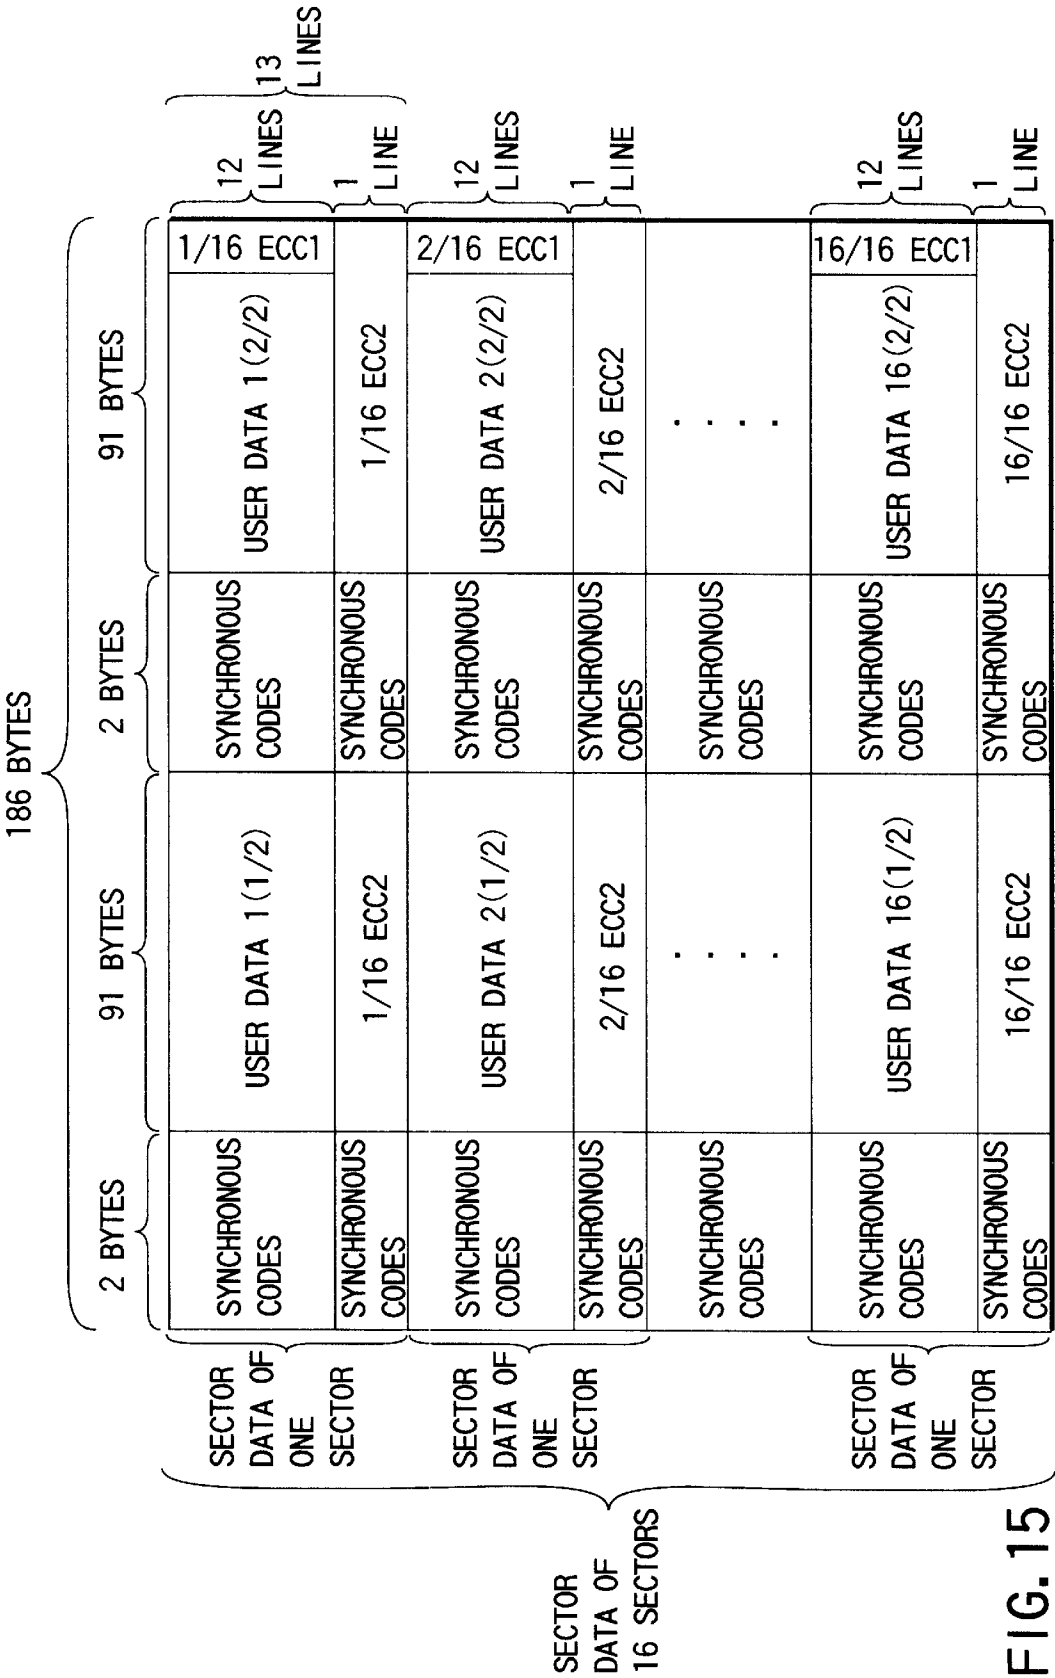 186 BYTES
2 BYTES
91 BYTES
2 BYTES
91 BYTES
SECTOR
DATA OF
16 SECTORS
SECTOR
DATA OF
ONE
SECTOR
SYNCHRONOUS
CODES
USER DATA 1(1/2)
SYNCHRONOUS
CODES
USER DATA 1(2/2)
1/16 ECC1
12
LINES
13
LINES
SYNCHRONOUS
CODES
1/16 ECC2
SYNCHRONOUS
CODES
1/16 ECC2
1
LINE
SECTOR
DATA OF
ONE
SECTOR
SYNCHRONOUS
CODES
USER DATA 2(1/2)
SYNCHRONOUS
CODES
USER DATA 2(2/2)
2/16 ECC1
12
LINES
SYNCHRONOUS
CODES
2/16 ECC2
SYNCHRONOUS
CODES
2/16 ECC2
1
LINE
SYNCHRONOUS
CODES
. . . .
SYNCHRONOUS
CODES
. . . .
SECTOR
DATA OF
ONE
SECTOR
SYNCHRONOUS
CODES
USER DATA 16(1/2)
SYNCHRONOUS
CODES
USER DATA 16(2/2)
16/16 ECC1
12
LINES
SYNCHRONOUS
CODES
16/16 ECC2
SYNCHRONOUS
CODES
16/16 ECC2
1
LINE
FIG. 15